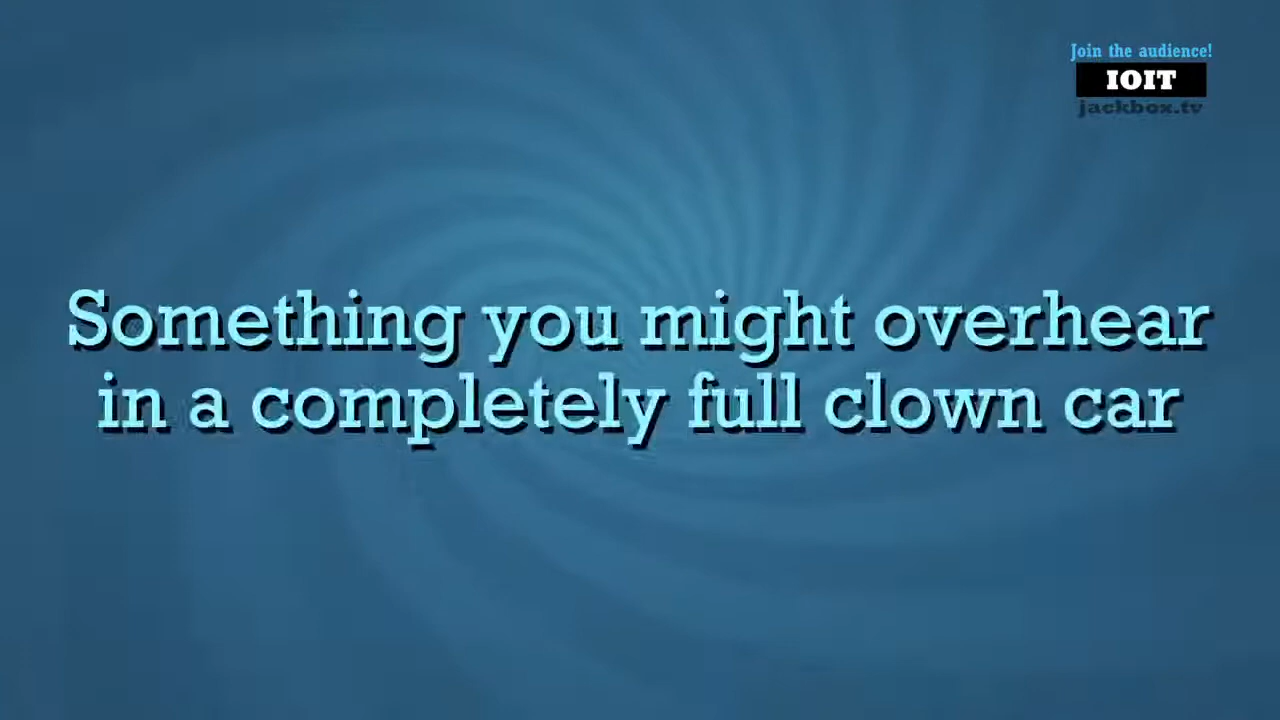 Join the audience!
IOIT
jackbox.tv
Something you might overhear
in a completely full clown car